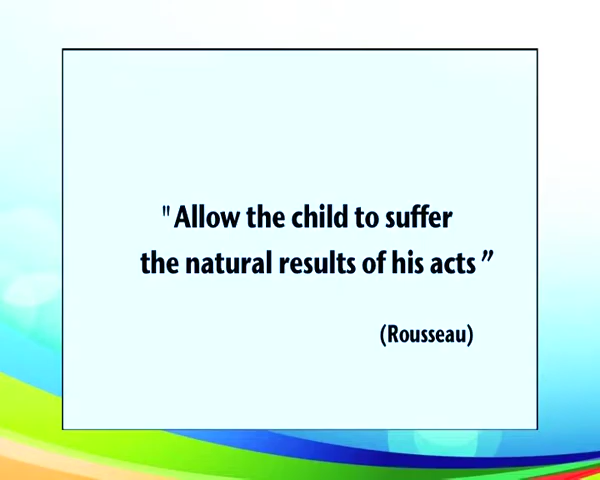 "Allow the child to suffer
the natural results of his acts”
(Rousseau)